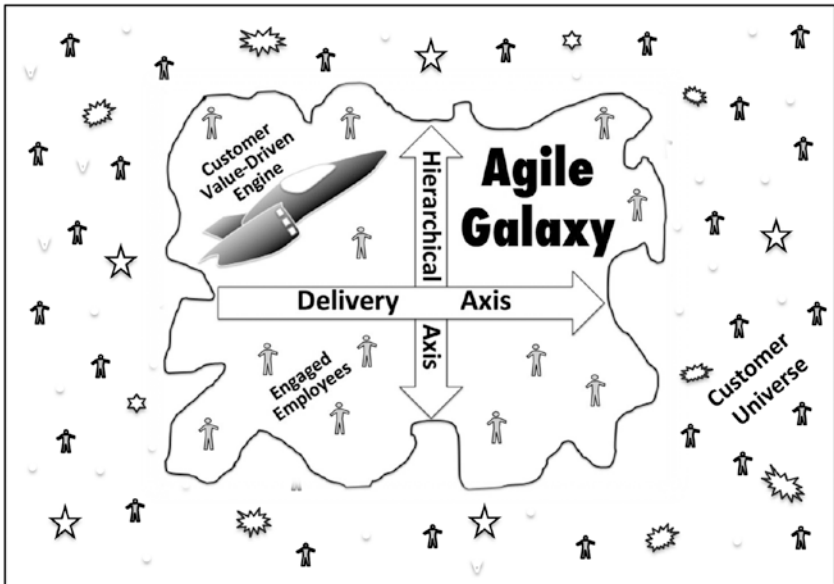 Customer
Value-Driven
Engine
Agile
Galaxy
Hierarchical Axis
Delivery Axis
Engaged
Employees
Customer
Universe